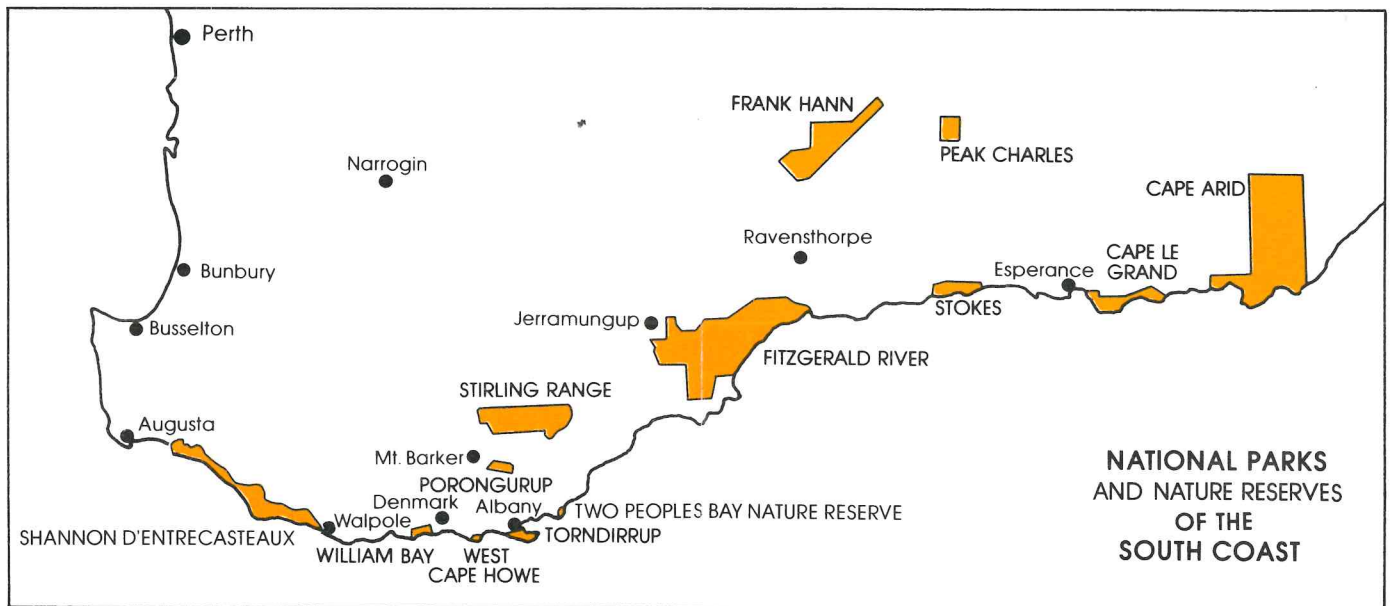 Perth
FRANK HANN
PEAK CHARLES
Narrogin
CAPE ARID
Ravensthorpe
CAPE LE
GRAND
Bunbury
Esperance
STOKES
Busselton
Jerramungup
FITZGERALD RIVER
STIRLING RANGE
Augusta
Mt. Barker
PORONGURUP
Denmark
Albany
TWO PEOPLES BAY NATURE RESERVE
Walpole
SHANNON D'ENTRECASTEAUX
WILLIAM BAY
WEST
CAPE HOWE
TORNDIRRUP
NATIONAL PARKS
AND NATURE RESERVES
OF THE
SOUTH COAST